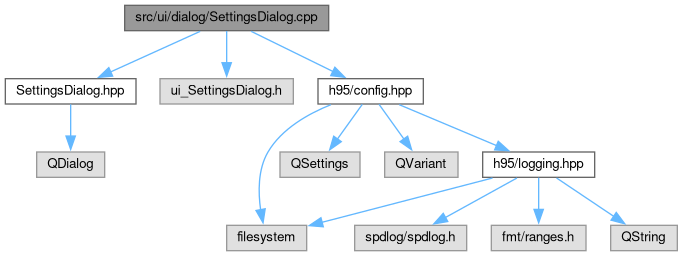 src/ui/dialog/SettingsDialog.cpp
SettingsDialog.hpp
ui_SettingsDialog.h
h95/config.hpp
QDialog
QSettings
QVariant
h95/logging.hpp
filesystem
spdlog/spdlog.h
fmt/ranges.h
QString